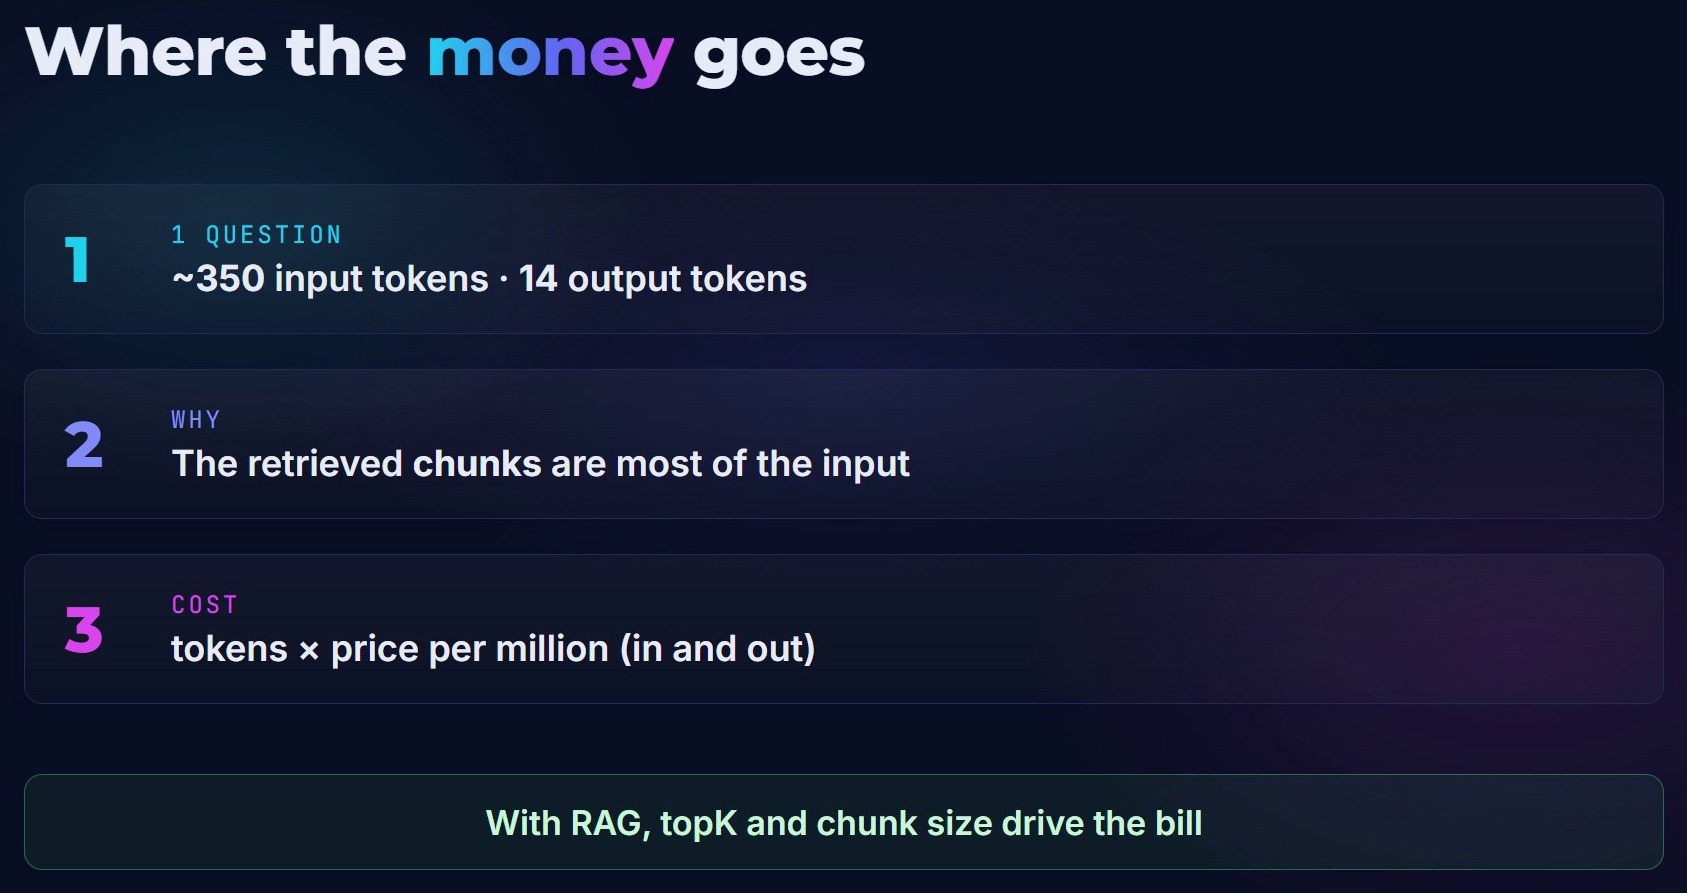 Where the money goes
1
1 QUESTION
~350 input tokens · 14 output tokens
2
WHY
The retrieved chunks are most of the input
3
COST
tokens × price per million (in and out)
With RAG, topK and chunk size drive the bill